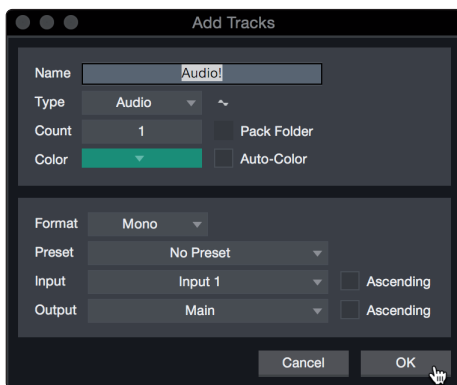 Add Tracks
Name Audio!
Type Audio
Count 1 Pack Folder
Color Auto-Color
Format Mono
Preset No Preset
Input Input 1 Ascending
Output Main Ascending
Cancel OK